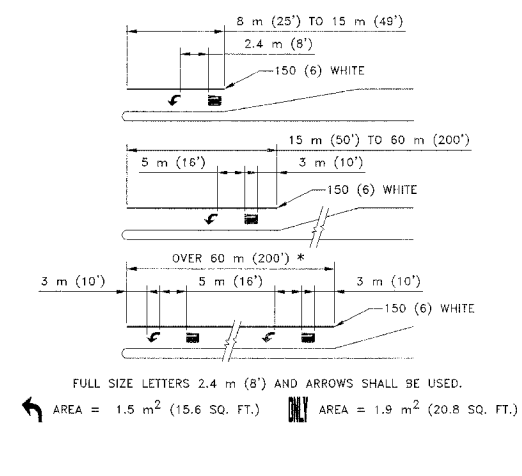 8 m (25') TO 15 m (49')
2.4 m (8')
150 (6) WHITE
15 m (50') TO 60 m (200')
5 m (16') 3 m (10')
150 (6) WHITE
OVER 60 m (200') *
3 m (10') 5 m (16') 3 m (10')
150 (6) WHITE
FULL SIZE LETTERS 2.4 m (8') AND ARROWS SHALL BE USED.
AREA = 1.5 m² (15.6 SQ. FT.) ONLY AREA = 1.9 m² (20.8 SQ. FT.)